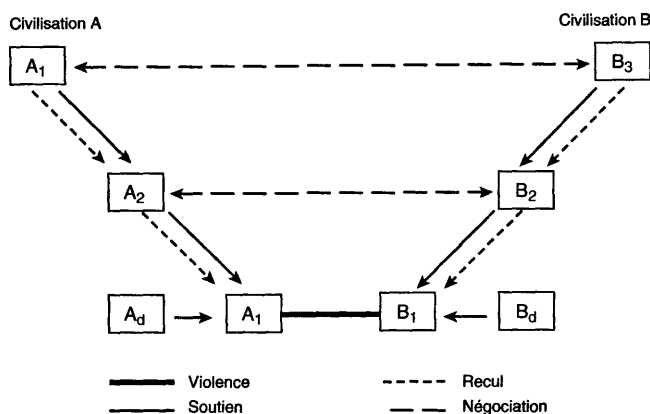 Civilisation A Civilisation B
A1 B3
A2 B2
Ad A1 B1 Bd
Violence Recul
Soutien Négociation